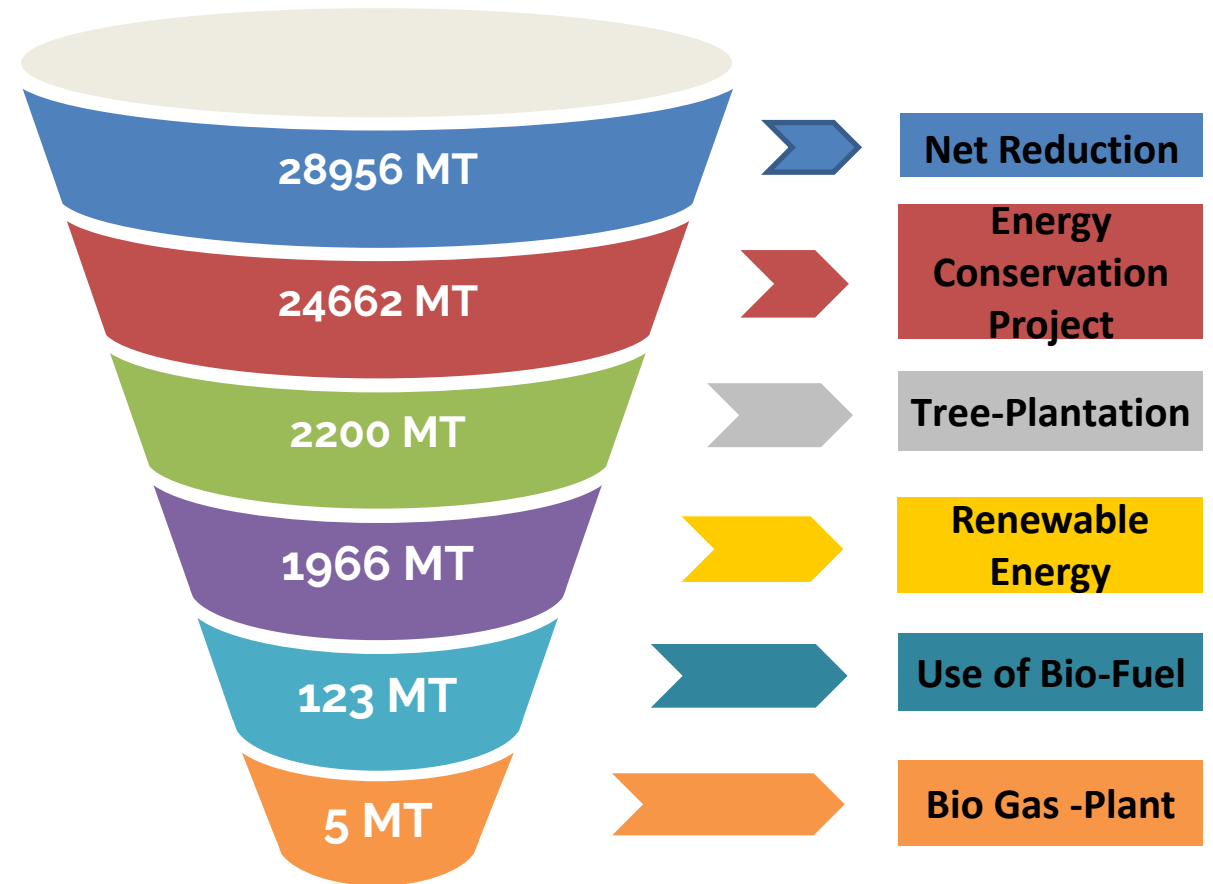 28956 MT
Net Reduction
24662 MT
Energy
Conservation
Project
2200 MT
Tree-Plantation
1966 MT
Renewable
Energy
123 MT
Use of Bio-Fuel
5 MT
Bio Gas -Plant